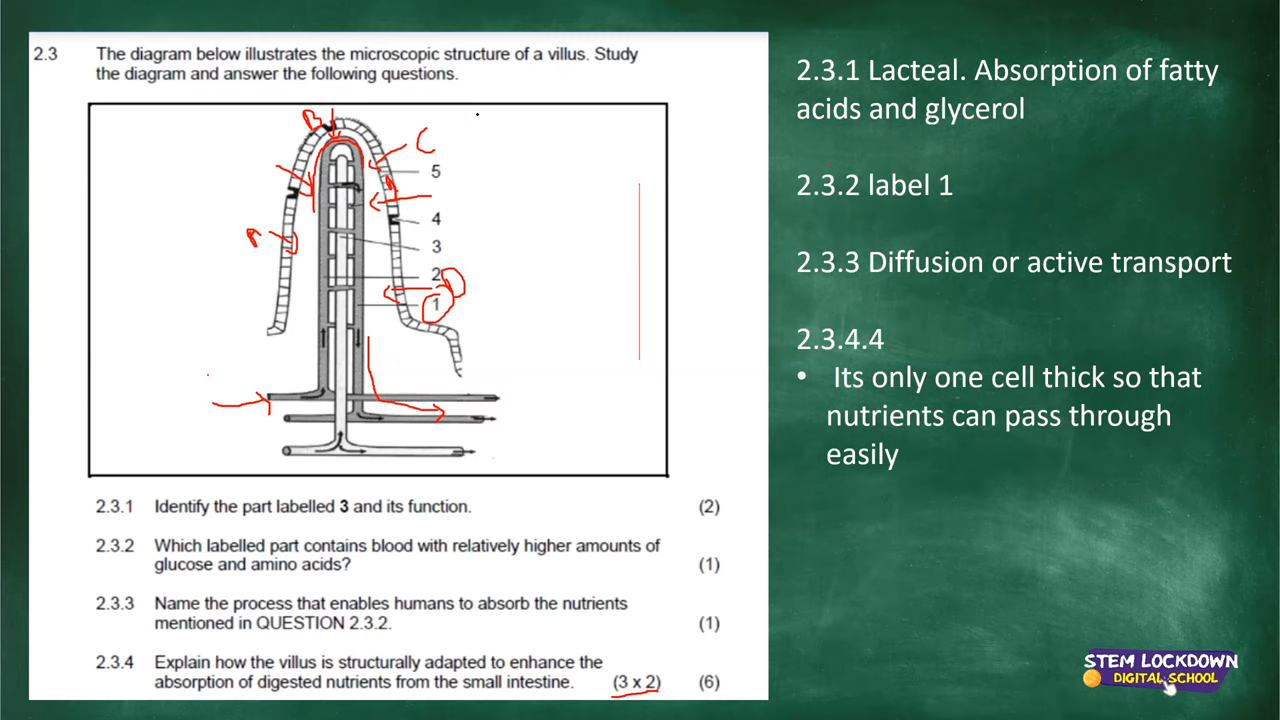 2.3 The diagram below illustrates the microscopic structure of a villus. Study
the diagram and answer the following questions.
B
C
5
A
4
A
3
2 D
1
2.3.1 Identify the part labelled 3 and its function. (2)
2.3.2 Which labelled part contains blood with relatively higher amounts of
glucose and amino acids? (1)
2.3.3 Name the process that enables humans to absorb the nutrients
mentioned in QUESTION 2.3.2. (1)
2.3.4 Explain how the villus is structurally adapted to enhance the
absorption of digested nutrients from the small intestine. (3 x 2) (6)
2.3.1 Lacteal. Absorption of fatty
acids and glycerol
2.3.2 label 1
2.3.3 Diffusion or active transport
2.3.4.4
• Its only one cell thick so that
nutrients can pass through
easily
STEM LOCKDOWN
DIGITAL SCHOOL